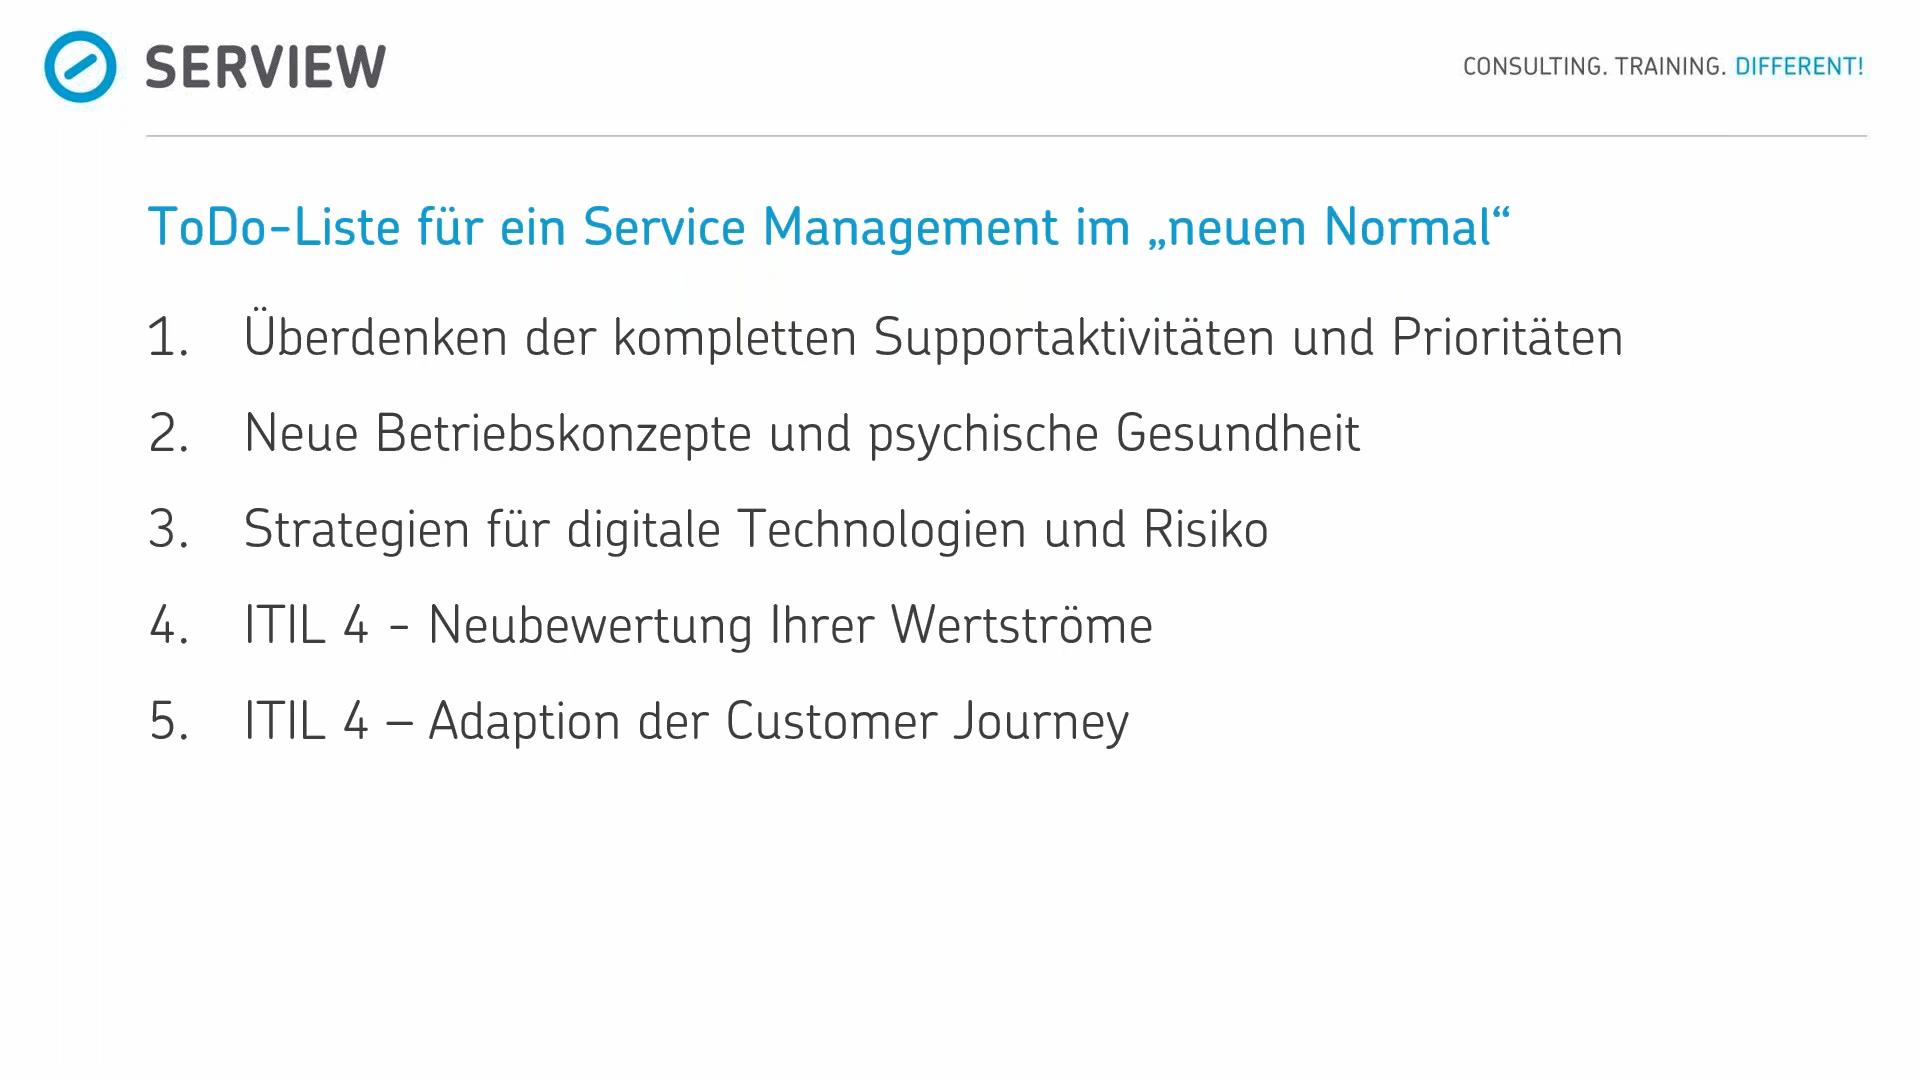 SERVIEW
CONSULTING. TRAINING. DIFFERENT!
ToDo-Liste für ein Service Management im „neuen Normal“
1. Überdenken der kompletten Supportaktivitäten und Prioritäten
2. Neue Betriebskonzepte und psychische Gesundheit
3. Strategien für digitale Technologien und Risiko
4. ITIL 4 - Neubewertung Ihrer Wertströme
5. ITIL 4 – Adaption der Customer Journey